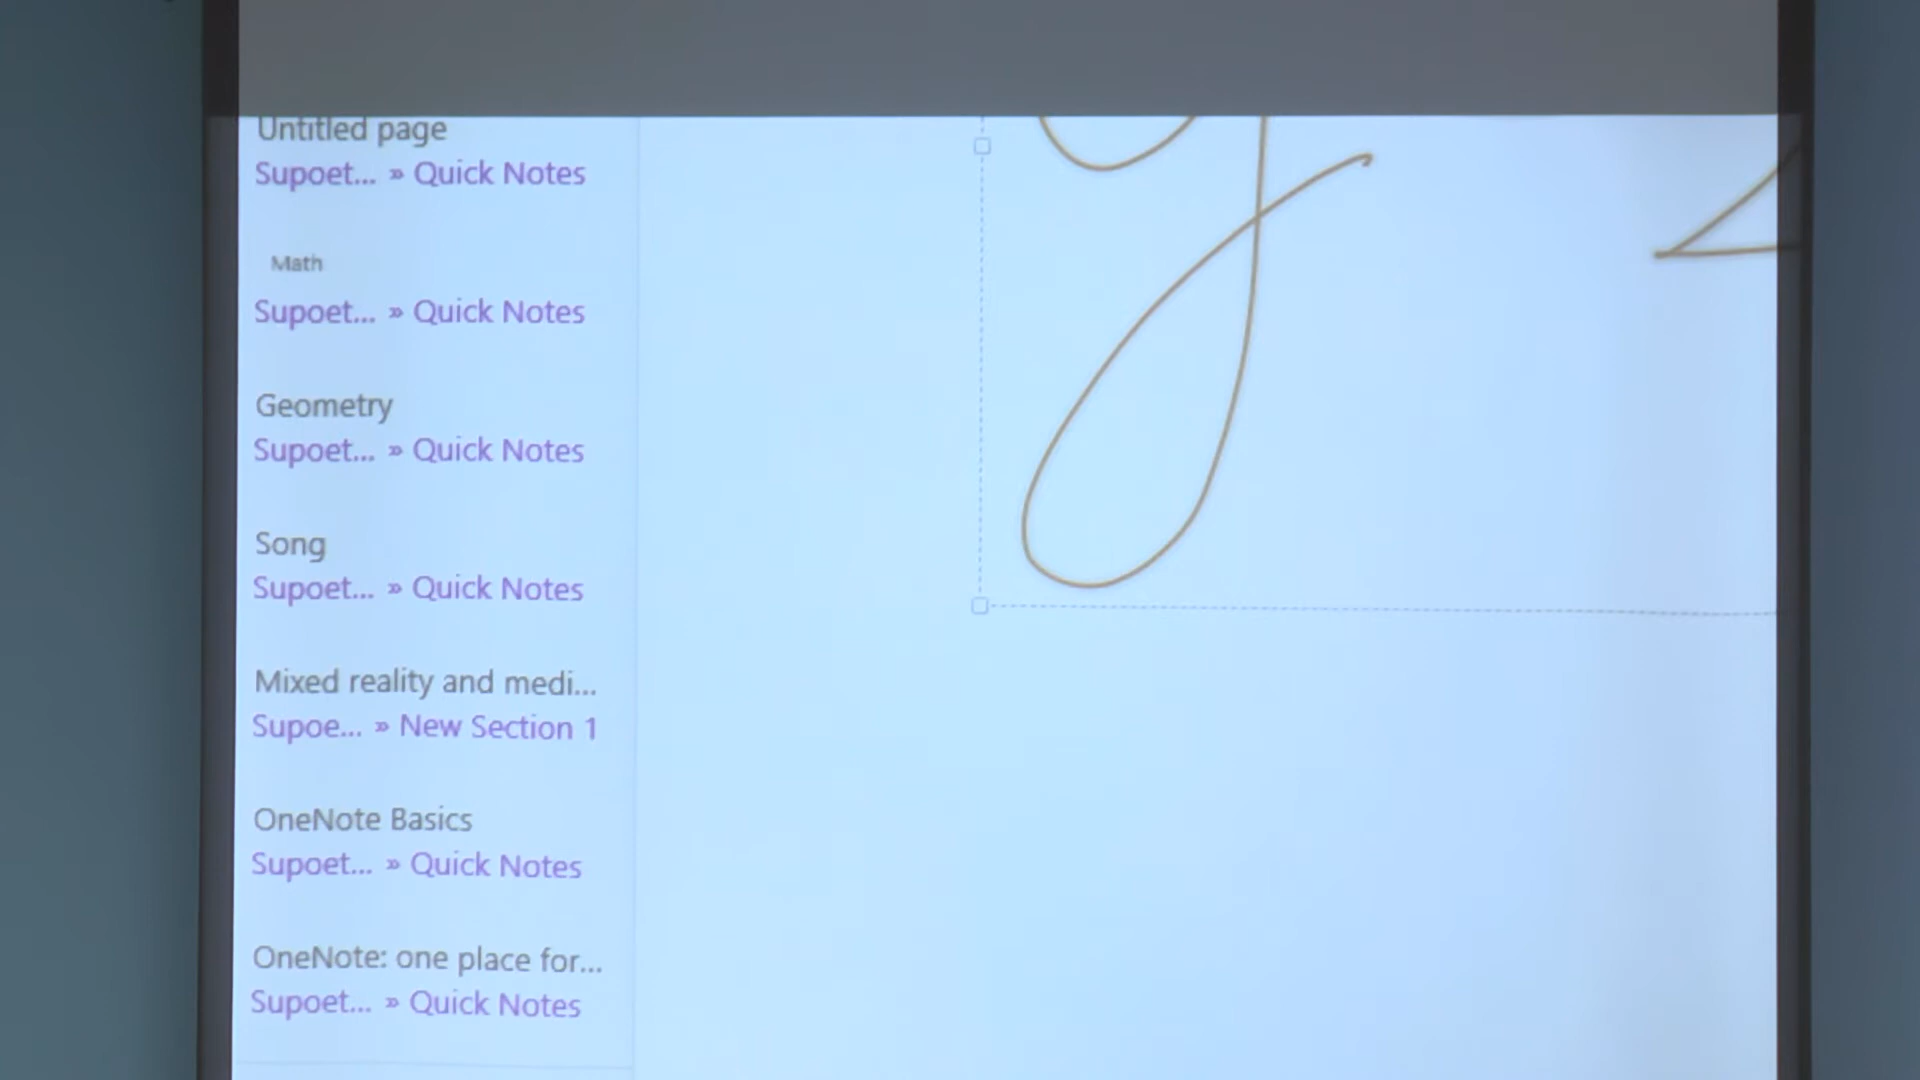 Untitled page
Supoet... » Quick Notes
Math
Supoet... » Quick Notes
Geometry
Supoet... » Quick Notes
Song
Supoet... » Quick Notes
Mixed reality and medi...
Supoe... » New Section 1
OneNote Basics
Supoet... » Quick Notes
OneNote: one place for...
Supoet... » Quick Notes
y